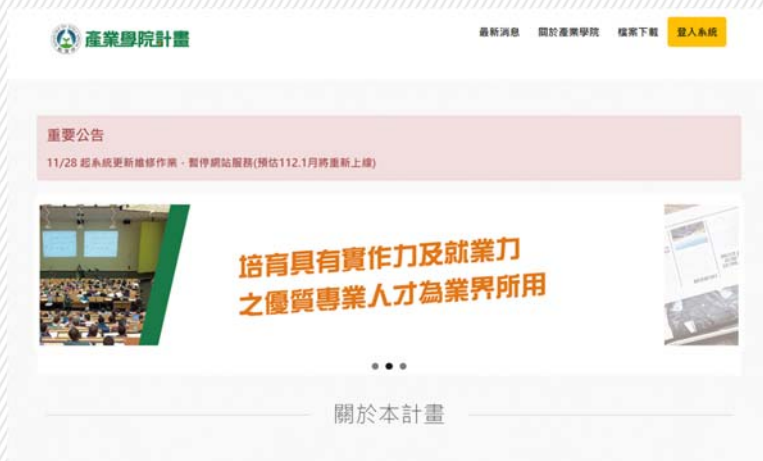 產業學院計畫
最新消息 關於產業學院 檔案下載 登入系統
重要公告
11/28 起系統更新維修作業，暫停網站服務(預估112.1月將重新上線)
培育具有實作力及就業力
之優質專業人才為業界所用
關於本計畫